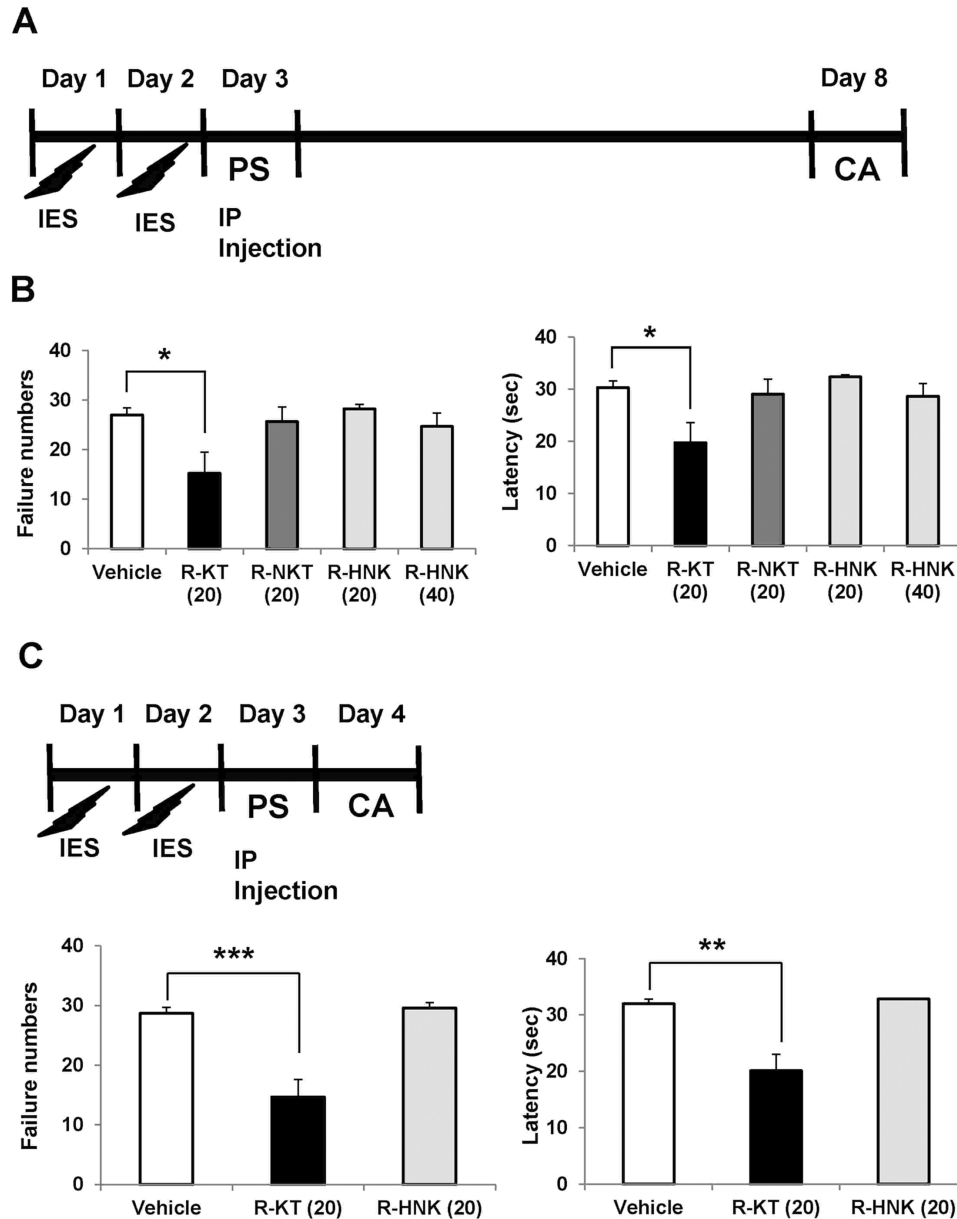 A
Day 1 Day 2 Day 3 Day 8
IES IES PS CA
IP
Injection
B
Failure numbers
40
30
20
10
0
*
Vehicle R-KT R-NKT R-HNK R-HNK
(20) (20) (20) (40)
Latency (sec)
40
30
20
10
0
*
Vehicle R-KT R-NKT R-HNK R-HNK
(20) (20) (20) (40)
C
Day 1 Day 2 Day 3 Day 4
IES IES PS CA
IP
Injection
Failure numbers
40
30
20
10
0
***
Vehicle R-KT (20) R-HNK (20)
Latency (sec)
40
30
20
10
0
**
Vehicle R-KT (20) R-HNK (20)